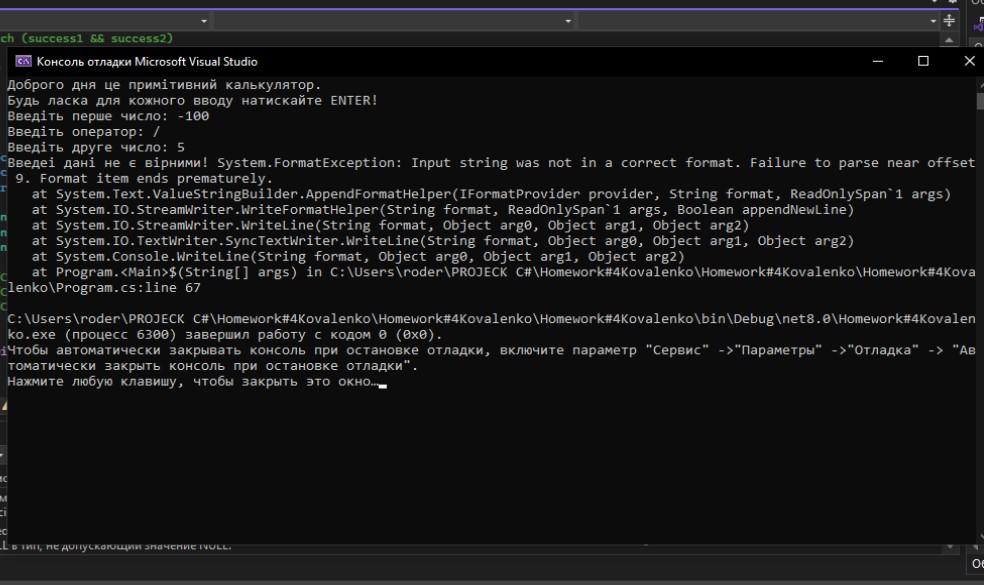 ch (success1 && success2)
Консоль отладки Microsoft Visual Studio
Доброго дня це примітивний калькулятор.
Будь ласка для кожного вводу натискайте ENTER!
Введіть перше число: -100
Введіть оператор: /
Введіть друге число: 5
Введеі дані не є вірними! System.FormatException: Input string was not in a correct format. Failure to parse near offset
9. Format item ends prematurely.
at System.Text.ValueStringBuilder.AppendFormatHelper(IFormatProvider provider, String format, ReadOnlySpan`1 args)
at System.IO.StreamWriter.WriteFormatHelper(String format, ReadOnlySpan`1 args, Boolean appendNewLine)
at System.IO.StreamWriter.WriteLine(String format, Object arg0, Object arg1, Object arg2)
at System.IO.TextWriter.SyncTextWriter.WriteLine(String format, Object arg0, Object arg1, Object arg2)
at System.Console.WriteLine(String format, Object arg0, Object arg1, Object arg2)
at Program.<Main>$(String[] args) in C:\Users\roder\PROJECK C#\Homework#4Kovalenko\Homework#4Kovalenko\Homework#4Kova
lenko\Program.cs:line 67
C:\Users\roder\PROJECK C#\Homework#4Kovalenko\Homework#4Kovalenko\Homework#4Kovalenko\bin\Debug\net8.0\Homework#4Kovalen
ko.exe (процесс 6300) завершил работу с кодом 0 (0x0).
Чтобы автоматически закрывать консоль при остановке отладки, включите параметр "Сервис" ->"Параметры" ->"Отладка" -> "Ав
томатически закрыть консоль при остановке отладки".
Нажмите любую клавишу, чтобы закрыть это окно…
в тип, не допускающий значение NULL.